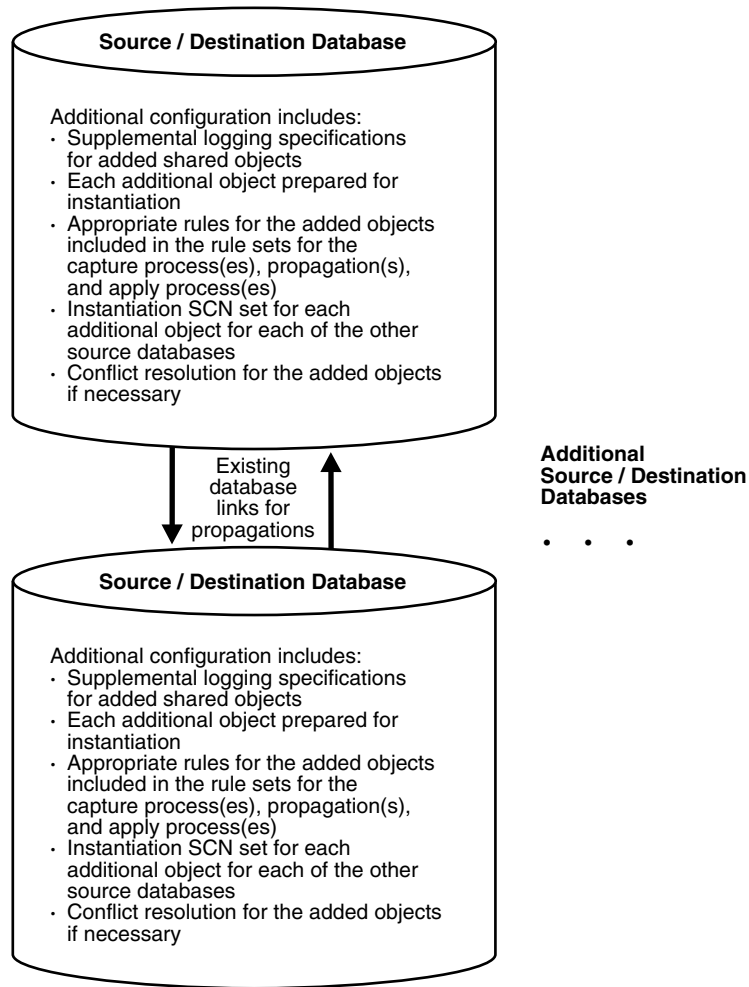 Source / Destination Database
Additional configuration includes:
· Supplemental logging specifications
for added shared objects
· Each additional object prepared for
instantiation
· Appropriate rules for the added objects
included in the rule sets for the
capture process(es), propagation(s),
and apply process(es)
· Instantiation SCN set for each
additional object for each of the other
source databases
· Conflict resolution for the added objects
if necessary
Existing
database
links for
propagations
Additional
Source / Destination
Databases
. . .
Source / Destination Database
Additional configuration includes:
· Supplemental logging specifications
for added shared objects
· Each additional object prepared for
instantiation
· Appropriate rules for the added objects
included in the rule sets for the
capture process(es), propagation(s),
and apply process(es)
· Instantiation SCN set for each
additional object for each of the other
source databases
· Conflict resolution for the added objects
if necessary